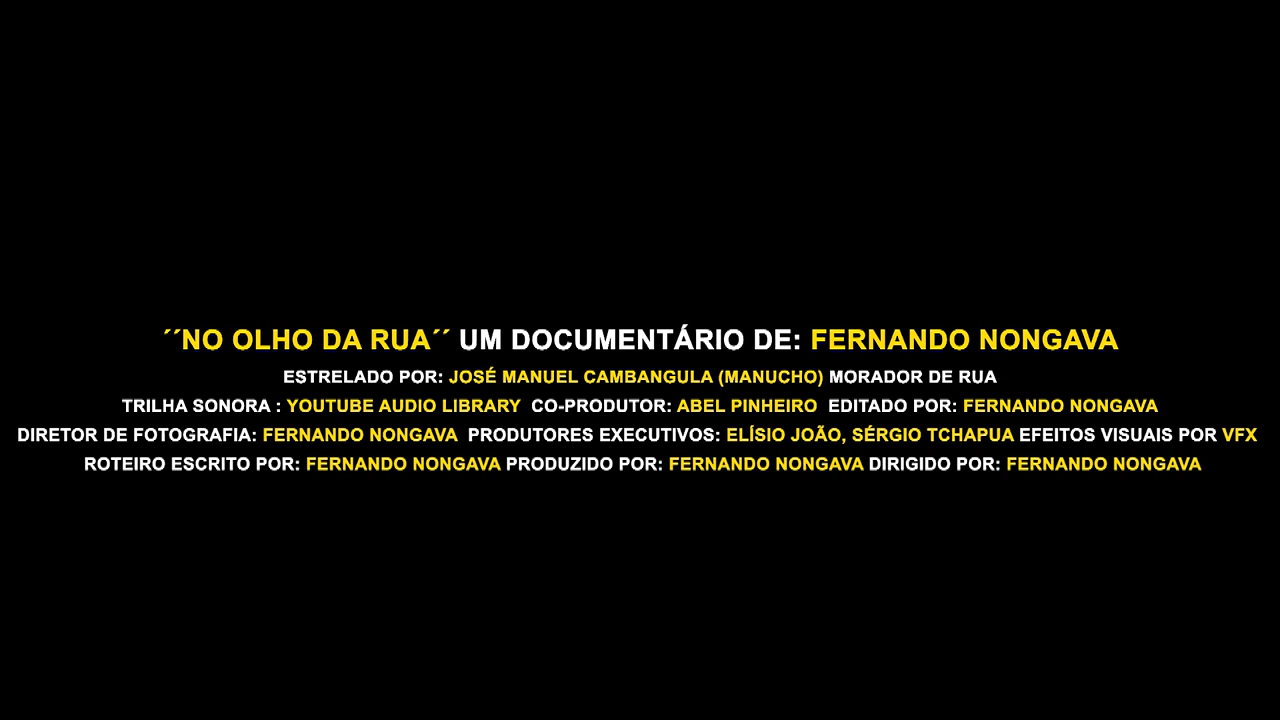 ´´NO OLHO DA RUA´´ UM DOCUMENTÁRIO DE: FERNANDO NONGAVA
ESTRELADO POR: JOSÉ MANUEL CAMBANGULA (MANUCHO) MORADOR DE RUA
TRILHA SONORA : YOUTUBE AUDIO LIBRARY  CO-PRODUTOR: ABEL PINHEIRO  EDITADO POR: FERNANDO NONGAVA
DIRETOR DE FOTOGRAFIA: FERNANDO NONGAVA  PRODUTORES EXECUTIVOS: ELÍSIO JOÃO, SÉRGIO TCHAPUA EFEITOS VISUAIS POR VFX
ROTEIRO ESCRITO POR: FERNANDO NONGAVA PRODUZIDO POR: FERNANDO NONGAVA DIRIGIDO POR: FERNANDO NONGAVA